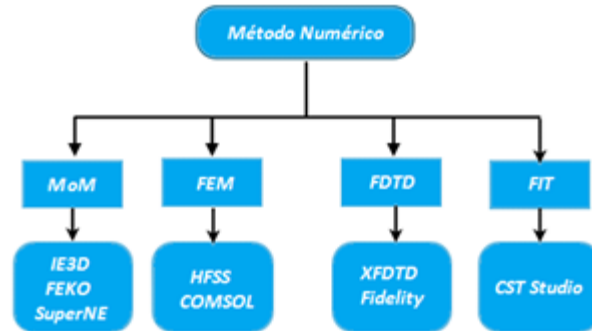 Método Numérico
MoM
FEM
FDTD
FIT
IE3D
FEKO
SuperNE
HFSS
COMSOL
XFDTD
Fidelity
CST Studio